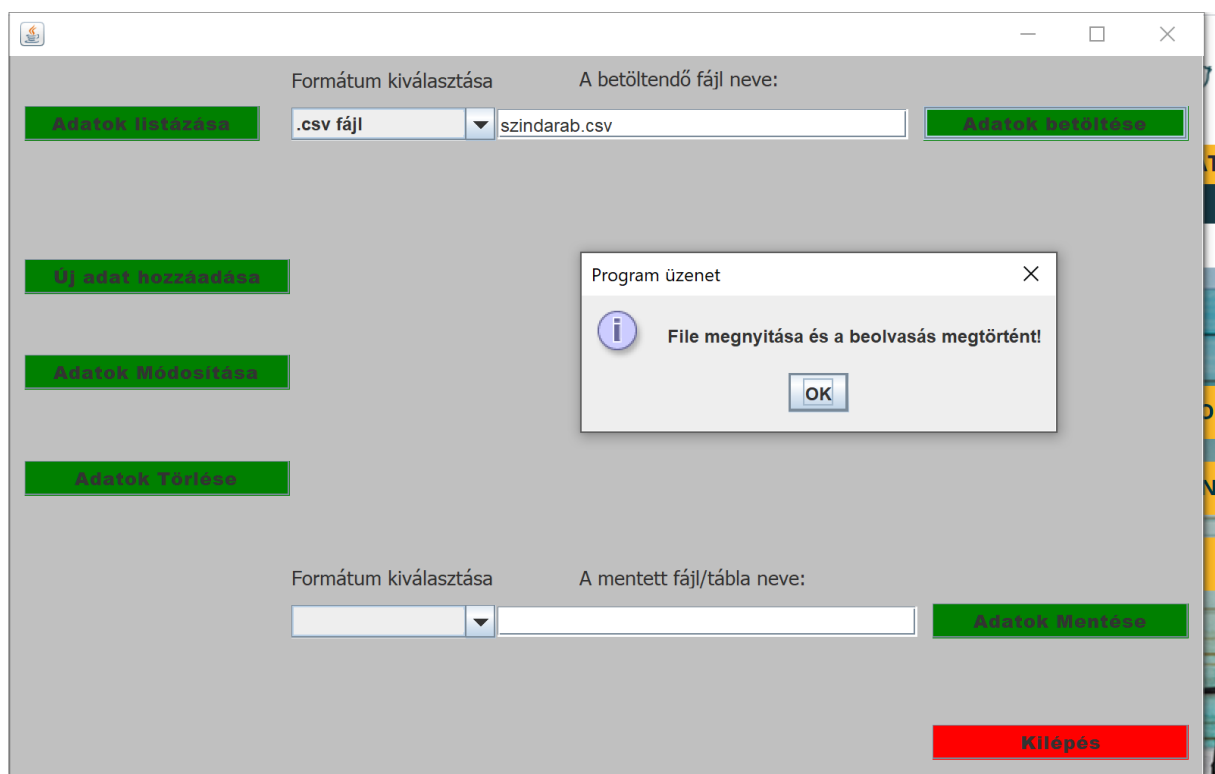 Formátum kiválasztása
A betöltendő fájl neve:
Adatok listázása
.csv fájl
szindarab.csv
Adatok betöltése
Új adat hozzáadása
Program üzenet
File megnyitása és a beolvasás megtörtént!
OK
Adatok Módosítása
Adatok Törlése
Formátum kiválasztása
A mentett fájl/tábla neve:
Adatok Mentése
Kilépés